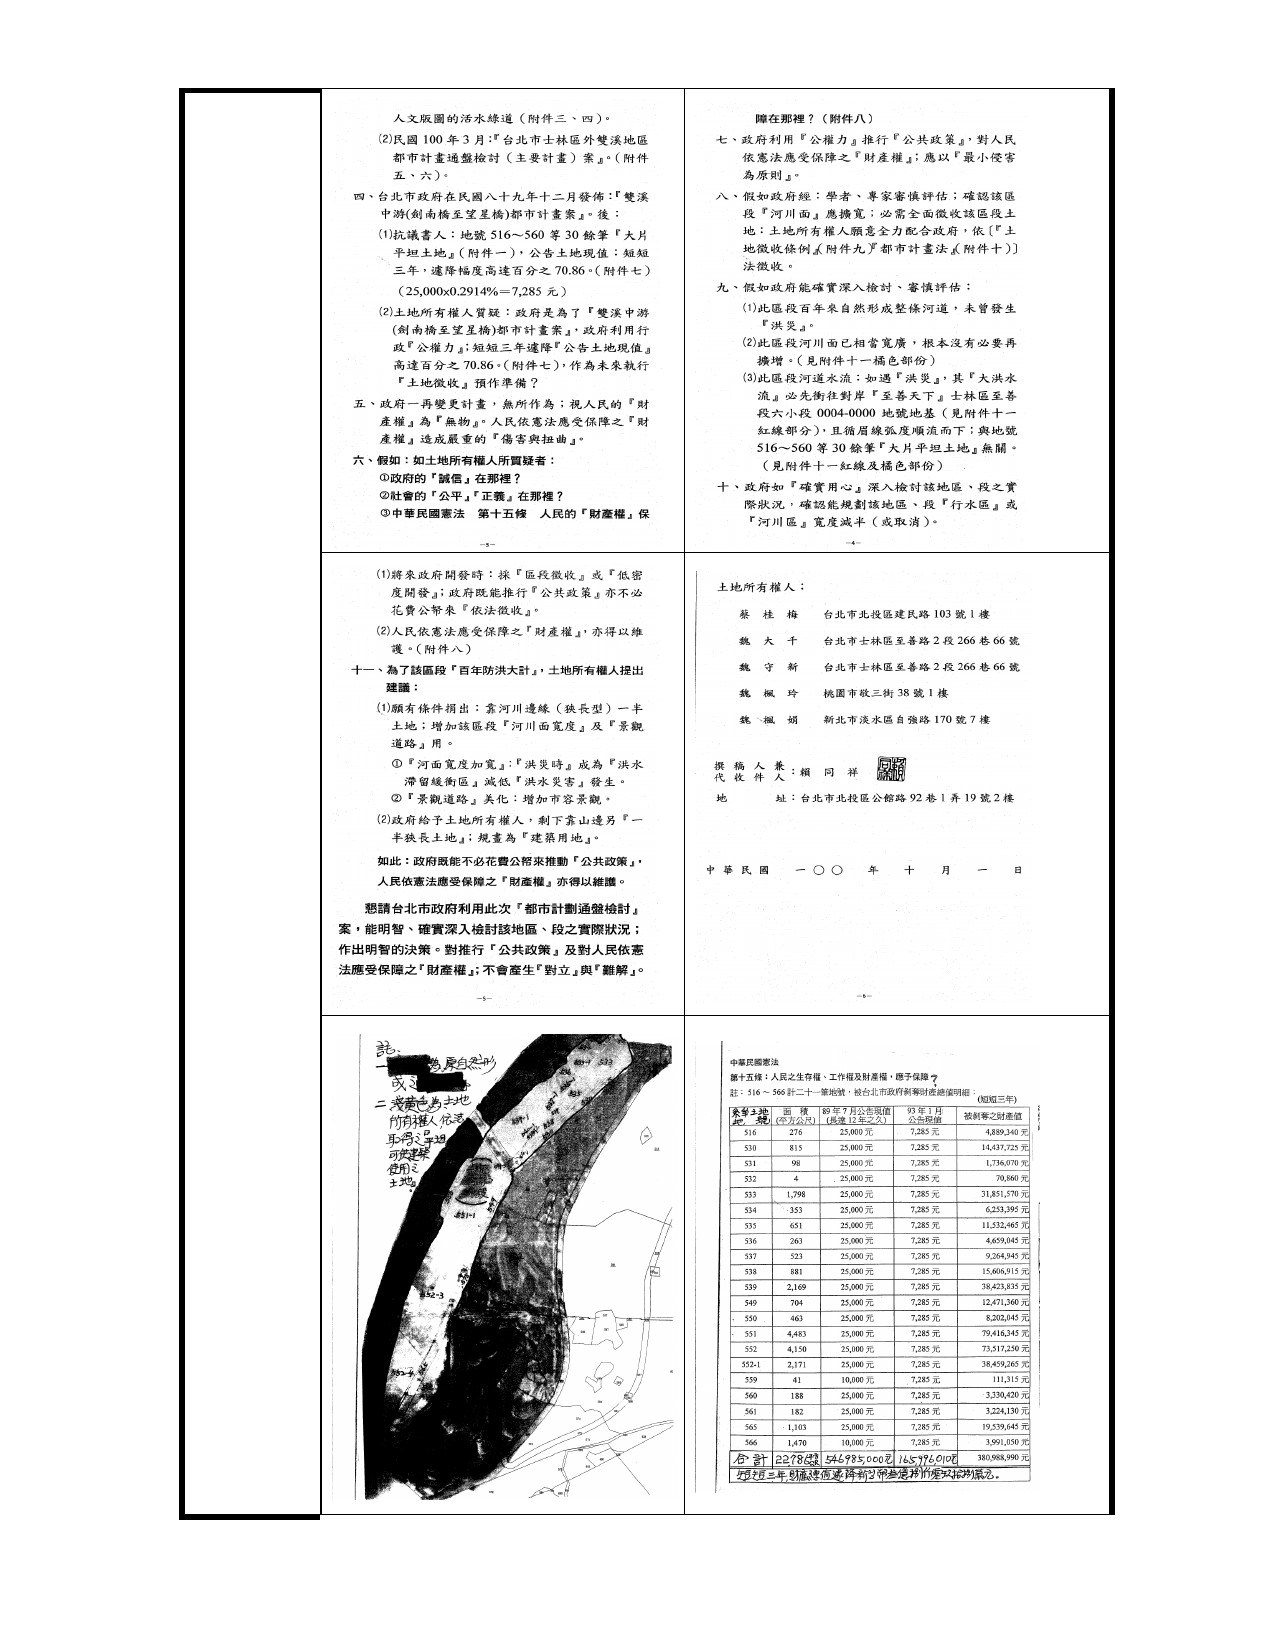 人文版圖的活水綠道(附件三、四)。
(2)民國 100 年 3 月:『台北市士林區外雙溪地區
都市計畫通盤檢討(主要計畫)案』。(附件
五、六)。
四、台北市政府在民國八十九年十二月發佈:『雙溪
中游(劍南橋至望星橋)都市計畫案』。後:
(1)抗議書人:地號 516～560 等 30 餘筆『大片
平坦土地』(附件一),公告土地現值:短短
三年,遽降幅度高達百分之 70.86。(附件七)
(25,000x0.2914%=7,285 元)
(2)土地所有權人質疑:政府是為了『雙溪中游
(劍南橋至望星橋)都市計畫案』,政府利用行
政『公權力』;短短三年遽降『公告土地現值』
高達百分之 70.86。(附件七),作為未來執行
『土地徵收』預作準備?
五、政府一再變更計畫,無所作為;視人民的『財
產權』為『無物』。人民依憲法應受保障之『財
產權』造成嚴重的『傷害與扭曲』。
六、假如:如土地所有權人所質疑者:
①政府的『誠信』在那裡?
②社會的『公平』『正義』在那裡?
③中華民國憲法 第十五條 人民的『財產權』保
—3—
障在那裡?(附件八)
七、政府利用『公權力』推行『公共政策』,對人民
依憲法應受保障之『財產權』;應以『最小侵害
為原則』。
八、假如政府經:學者、專家審慎評估;確認該區
段『河川面』應擴寬;必需全面徵收該區段土
地:土地所有權人願意全力配合政府,依〔『土
地徵收條例』(附件九)『都市計畫法』(附件十)〕
法徵收。
九、假如政府能確實深入檢討、審慎評估:
(1)此區段百年來自然形成整條河道,未曾發生
『洪災』。
(2)此區段河川面已相當寬廣,根本沒有必要再
擴增。(見附件十一橘色部份)
(3)此區段河道水流:如遇『洪災』,其『大洪水
流』必先衝往對岸『至善天下』士林區至善
段六小段 0004-0000 地號地基(見附件十一
紅線部分),且循眉線弧度順流而下;與地號
516～560 等 30 餘筆『大片平坦土地』無關。
(見附件十一紅線及橘色部份)
十、政府如『確實用心』深入檢討該地區、段之實
際狀況,確認能規劃該地區、段『行水區』或
『河川區』寬度減半(或取消)。
—4—
(1)將來政府開發時:採『區段徵收』或『低密
度開發』;政府既能推行『公共政策』亦不必
花費公帑來『依法徵收』。
(2)人民依憲法應受保障之『財產權』,亦得以維
護。(附件八)
十一、為了該區段『百年防洪大計』,土地所有權人提出
建議:
(1)願有條件捐出:靠河川邊緣(狹長型)一半
土地;增加該區段『河川面寬度』及『景觀
道路』用。
①『河面寬度加寬』:『洪災時』成為『洪水
滯留緩衝區』減低『洪水災害』發生。
②『景觀道路』美化;增加市容景觀。
(2)政府給予土地所有權人,剩下靠山邊另『一
半狹長土地』;規畫為『建築用地』。
如此:政府既能不必花費公帑來推動『公共政策』,
人民依憲法應受保障之『財產權』亦得以維護。
懇請台北市政府利用此次『都市計劃通盤檢討』
案,能明智、確實深入檢討該地區、段之實際狀況;
作出明智的決策。對推行『公共政策』及對人民依憲
法應受保障之『財產權』;不會產生『對立』與『難解』。
—5—
土地所有權人:
蔡 桂 梅 台北市北投區建民路 103 號 1 樓
魏 大 千 台北市士林區至善路 2 段 266 巷 66 號
魏 守 新 台北市士林區至善路 2 段 266 巷 66 號
魏 楓 玲 桃園市敬三街 38 號 1 樓
魏 楓 娟 新北市淡水區自強路 170 號 7 樓
撰 稿 人 兼
代 收 件 人 : 賴 同 祥
地 址:台北市北投區公館路 92 巷 1 弄 19 號 2 樓
中 華 民 國 一 〇 〇 年 十 月 一 日
—6—
註、
為原自然形
成之
二、淺黃色為土地
所有權人依法
取得之平坦
可供建築
使用之
土地。
533
551-1
552-3
552-4
中華民國憲法
第十五條:人民之生存權、工作權及財產權,應予保障?
註:516 ～ 566 計二十一筆地號,被台北市政府剝奪財產總值明細:
(短短三年)
面 積 (平方公尺) 89 年 7 月公告現值 (長達 12 年之久) 93 年 1 月 公告現值 被剝奪之財產值
516 276 25,000 元 7,285 元 4,889,340 元
530 815 25,000 元 7,285 元 14,437,725 元
531 98 25,000 元 7,285 元 1,736,070 元
532 4 25,000 元 7,285 元 70,860 元
533 1,798 25,000 元 7,285 元 31,851,570 元
534 353 25,000 元 7,285 元 6,253,395 元
535 651 25,000 元 7,285 元 11,532,465 元
536 263 25,000 元 7,285 元 4,659,045 元
537 523 25,000 元 7,285 元 9,264,945 元
538 881 25,000 元 7,285 元 15,606,915 元
539 2,169 25,000 元 7,285 元 38,423,835 元
549 704 25,000 元 7,285 元 12,471,360 元
550 463 25,000 元 7,285 元 8,202,045 元
551 4,483 25,000 元 7,285 元 79,416,345 元
552 4,150 25,000 元 7,285 元 73,517,250 元
552-1 2,171 25,000 元 7,285 元 38,459,265 元
559 41 10,000 元 7,285 元 111,315 元
560 188 25,000 元 7,285 元 3,330,420 元
561 182 25,000 元 7,285 元 3,224,130 元
565 1,103 25,000 元 7,285 元 19,539,645 元
566 1,470 10,000 元 7,285 元 3,991,050 元
合計 22786 546985,000元 165996,010元 380,988,990 元